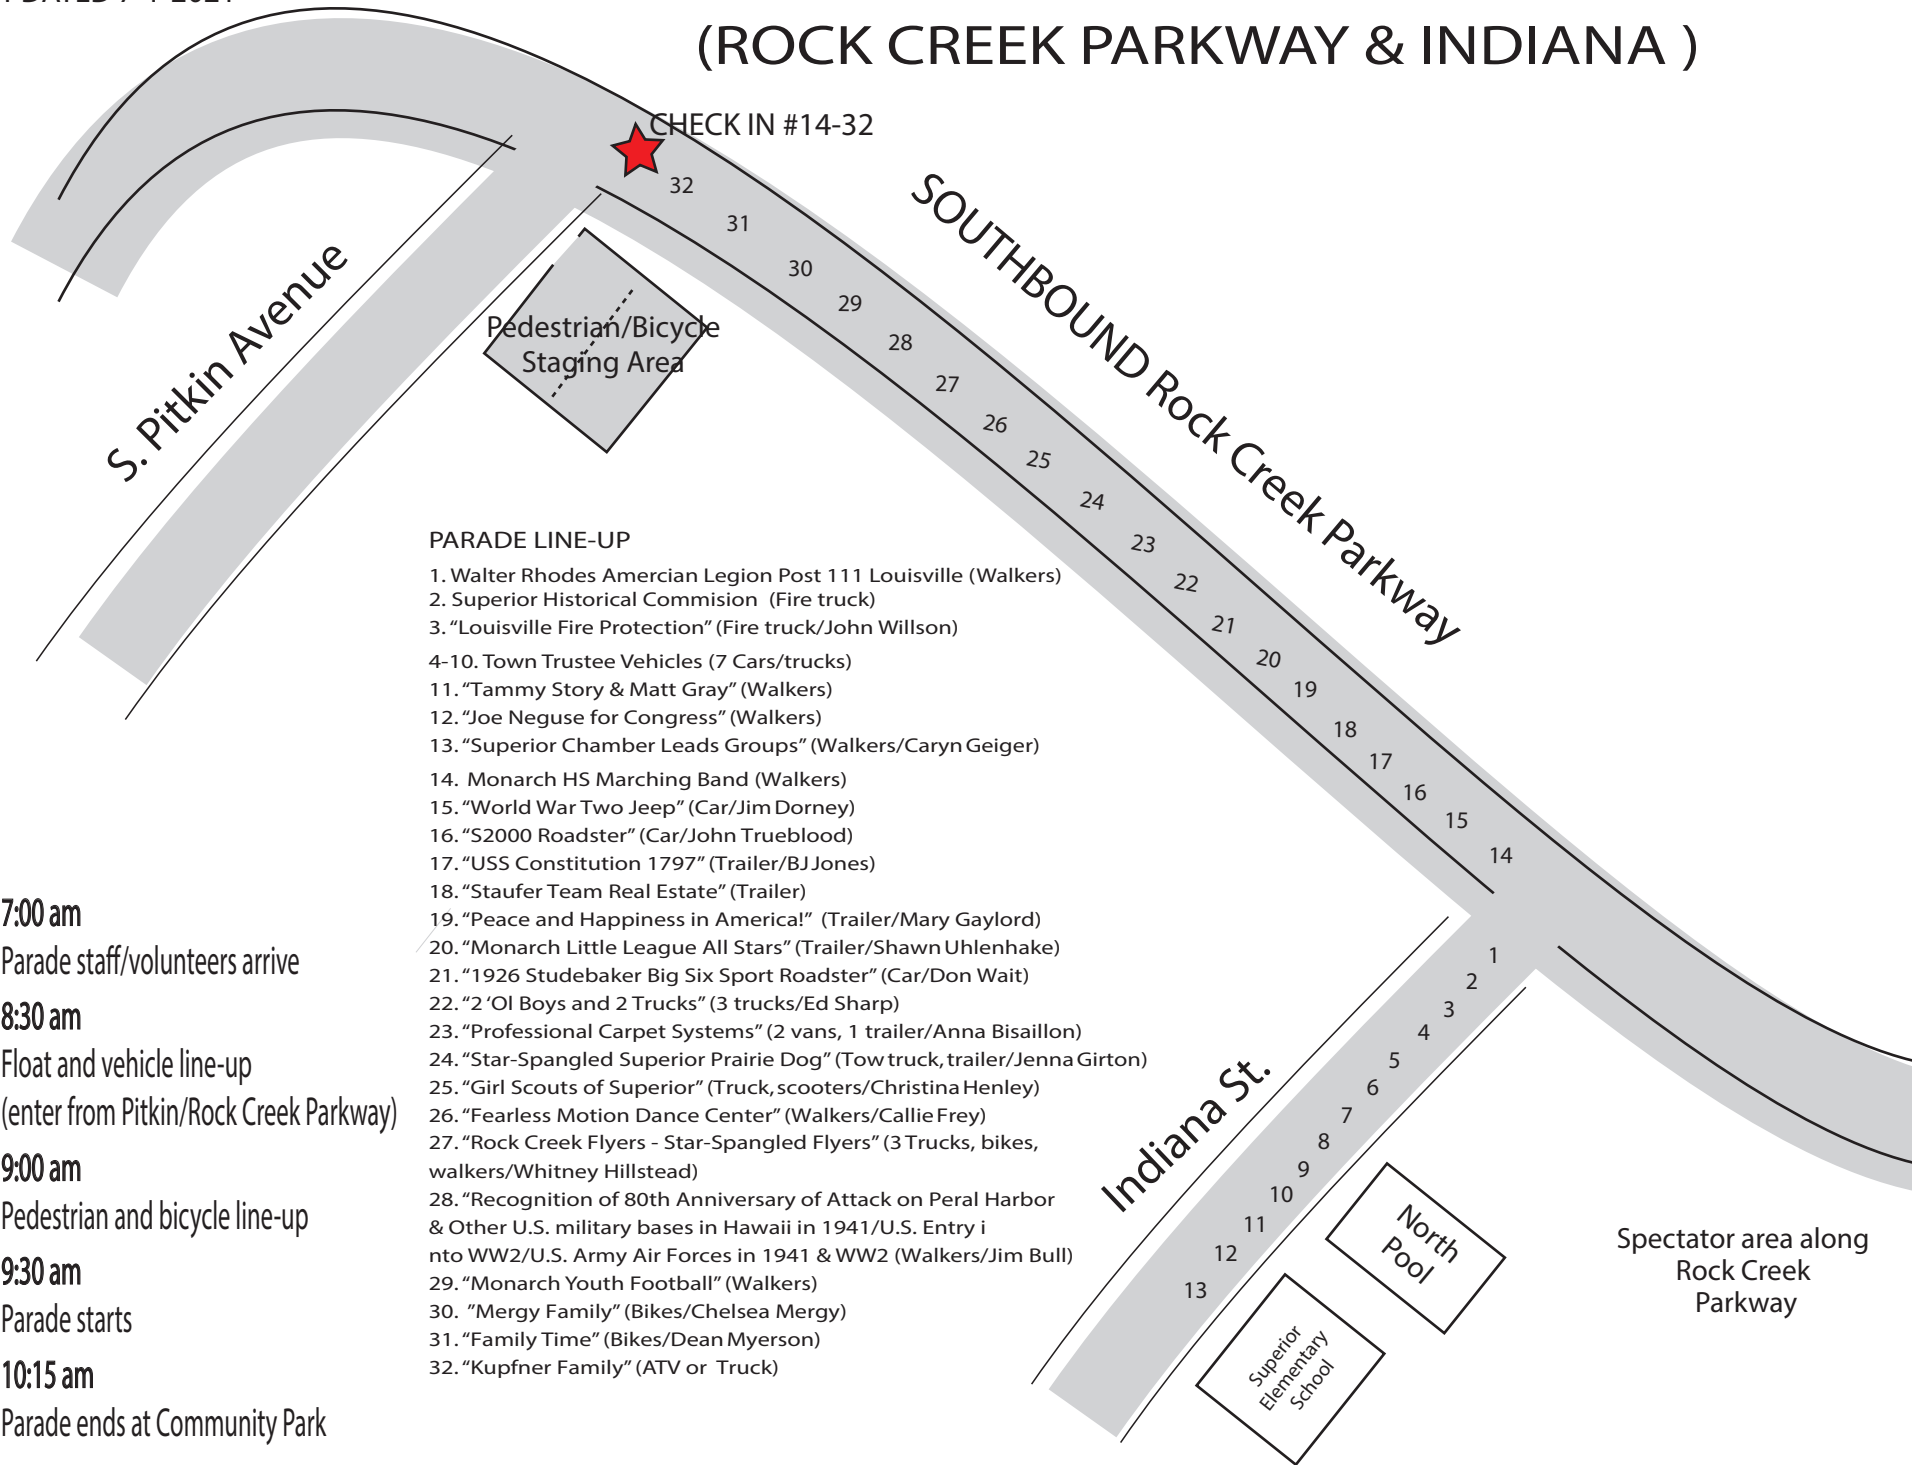 (ROCK CREEK PARKWAY & INDIANA )
CHECK IN #14-32
32
31
30
29
28
27
26
25
24
23
22
21
20
19
18
17
16
15
14
SOUTHBOUND Rock Creek Parkway
S. Pitkin Avenue
Pedestrian/Bicycle
Staging Area
PARADE LINE-UP
1. Walter Rhodes Amercian Legion Post 111 Louisville (Walkers)
2. Superior Historical Commision (Fire truck)
3. “Louisville Fire Protection” (Fire truck/John Willson)
4-10. Town Trustee Vehicles (7 Cars/trucks)
11. “Tammy Story & Matt Gray” (Walkers)
12. “Joe Neguse for Congress” (Walkers)
13. “Superior Chamber Leads Groups” (Walkers/Caryn Geiger)
14. Monarch HS Marching Band (Walkers)
15. “World War Two Jeep” (Car/Jim Dorney)
16. “S2000 Roadster” (Car/John Trueblood)
17. “USS Constitution 1797” (Trailer/BJ Jones)
18. “Staufer Team Real Estate” (Trailer)
19. “Peace and Happiness in America!” (Trailer/Mary Gaylord)
20. “Monarch Little League All Stars” (Trailer/Shawn Uhlenhake)
21. “1926 Studebaker Big Six Sport Roadster” (Car/Don Wait)
22. “2 ‘Ol Boys and 2 Trucks” (3 trucks/Ed Sharp)
23. “Professional Carpet Systems” (2 vans, 1 trailer/Anna Bisaillon)
24. “Star-Spangled Superior Prairie Dog” (Tow truck, trailer/Jenna Girton)
25. “Girl Scouts of Superior” (Truck, scooters/Christina Henley)
26. “Fearless Motion Dance Center” (Walkers/Callie Frey)
27. “Rock Creek Flyers - Star-Spangled Flyers” (3 Trucks, bikes,
walkers/Whitney Hillstead)
28. “Recognition of 80th Anniversary of Attack on Peral Harbor
& Other U.S. military bases in Hawaii in 1941/U.S. Entry i
nto WW2/U.S. Army Air Forces in 1941 & WW2 (Walkers/Jim Bull)
29. “Monarch Youth Football” (Walkers)
30. ”Mergy Family” (Bikes/Chelsea Mergy)
31. “Family Time” (Bikes/Dean Myerson)
32. “Kupfner Family” (ATV or Truck)
7:00 am
Parade staff/volunteers arrive
8:30 am
Float and vehicle line-up
(enter from Pitkin/Rock Creek Parkway)
9:00 am
Pedestrian and bicycle line-up
9:30 am
Parade starts
10:15 am
Parade ends at Community Park
1
2
3
4
5
6
7
8
9
10
11
12
13
Indiana St.
North
Pool
Superior
Elementary
School
Spectator area along
Rock Creek
Parkway